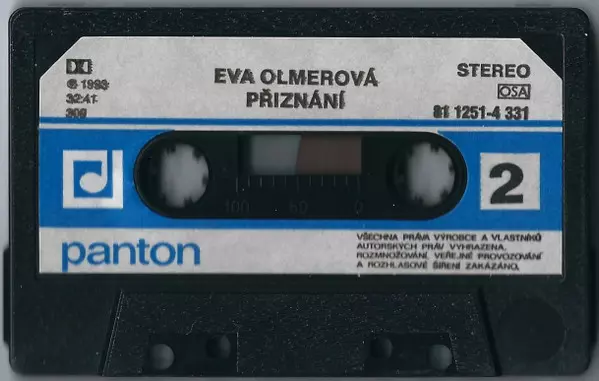 EVA OLMEROVÁ
PŘIZNÁNÍ
STEREO
OSA
81 1251-4 331
℗ 1993
32:41
309
100 60 0
2
panton
VŠECHNA PRÁVA VÝROBCE A VLASTNÍKŮ
AUTORSKÝCH PRÁV VYHRAZENA.
ROZMNOŽOVÁNÍ, VEŘEJNÉ PROVOZOVÁNÍ
A ROZHLASOVÉ ŠÍŘENÍ ZAKÁZÁNO.